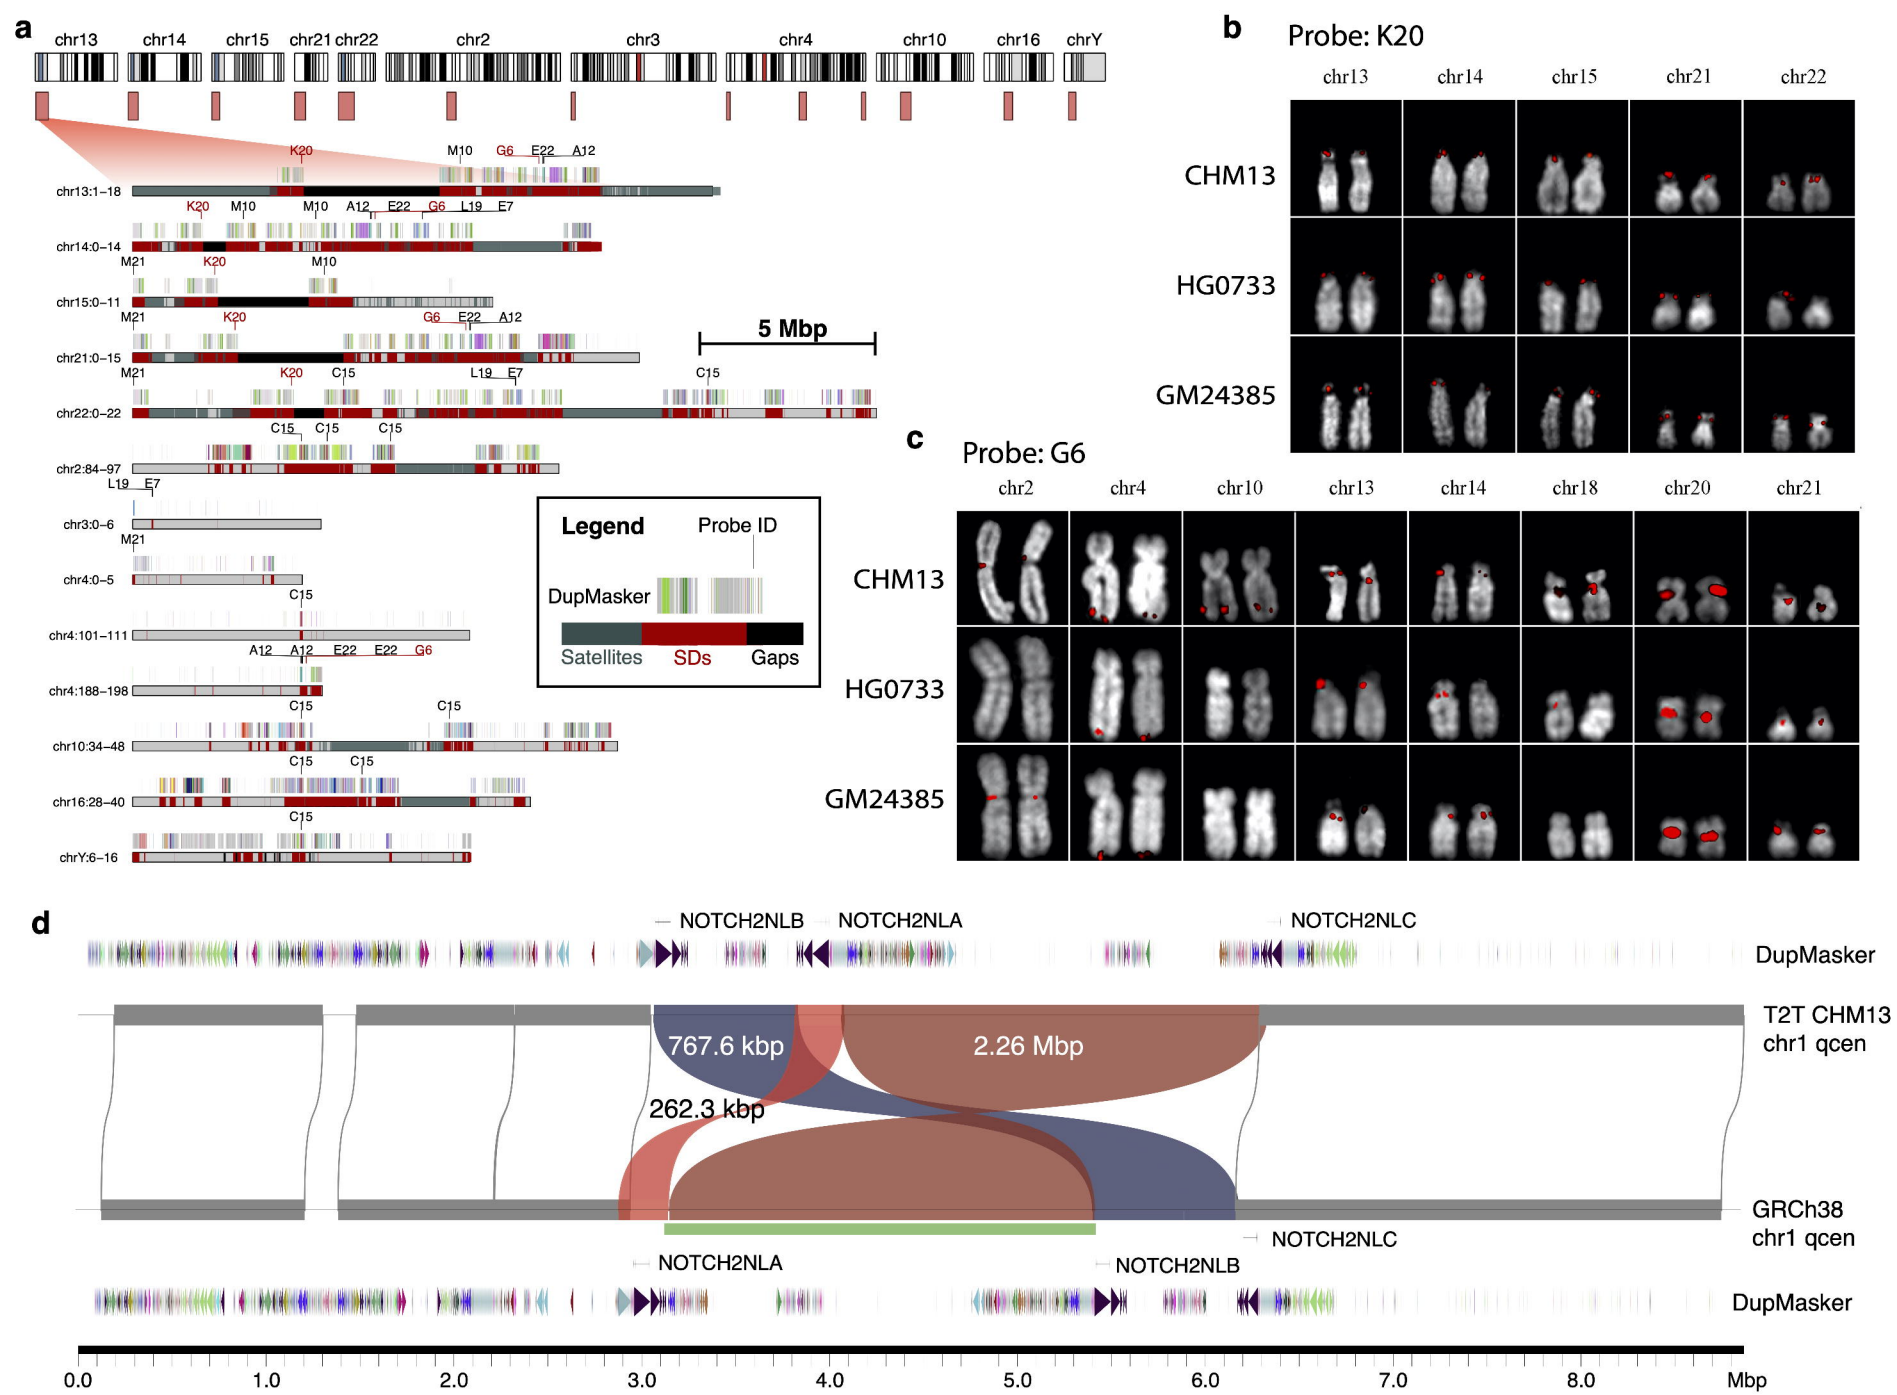 a
chr13 chr14 chr15 chr21 chr22 chr2 chr3 chr4 chr10 chr16 chrY
K20 M10 G6 E22 A12
chr13:1−18
K20 M10 M10 A12 E22 G6 L19 E7
chr14:0−14
M21 K20 M10
chr15:0−11
M21 K20 G6 E22 A12
chr21:0−15
5 Mbp
M21 K20 C15 L19 E7 C15
chr22:0−22
C15 C15 C15
chr2:84−97
L19 E7
chr3:0−6
M21
chr4:0−5
C15
chr4:101−111
A12 A12 E22 E22 G6
chr4:188−198
C15 C15
chr10:34−48
C15 C15
chr16:28−40
C15
chrY:6−16
Legend
Probe ID
DupMasker
Satellites SDs Gaps
b
Probe: K20
chr13 chr14 chr15 chr21 chr22
CHM13
HG0733
GM24385
c
Probe: G6
chr2 chr4 chr10 chr13 chr14 chr18 chr20 chr21
CHM13
HG0733
GM24385
d
NOTCH2NLB NOTCH2NLA NOTCH2NLC
DupMasker
T2T CHM13
chr1 qcen
767.6 kbp 2.26 Mbp
262.3 kbp
GRCh38
chr1 qcen
NOTCH2NLC
NOTCH2NLA NOTCH2NLB
DupMasker
0.0 1.0 2.0 3.0 4.0 5.0 6.0 7.0 8.0 Mbp